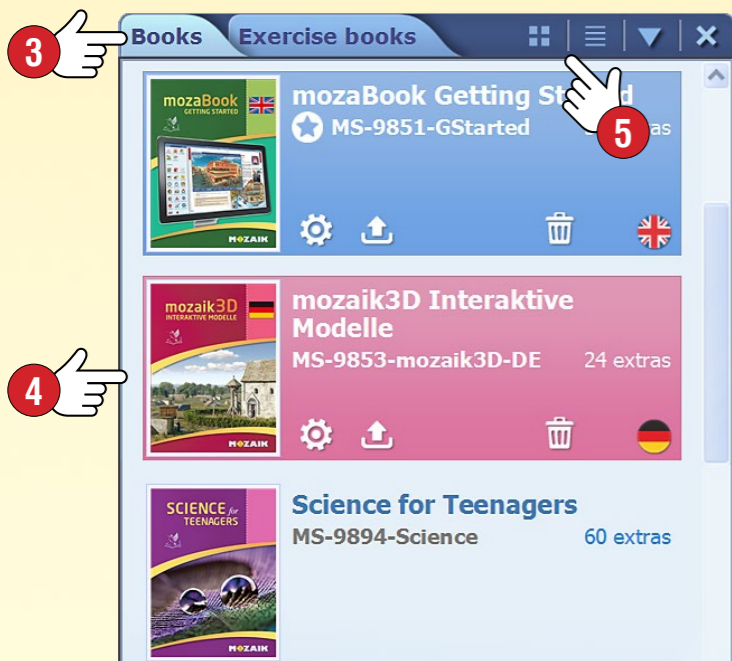 3
Books Exercise books
mozaBook
GETTING STARTED
MOZAIK
mozaBook Getting St d
MS-9851-GStarted as
5
mozaik3D
INTERAKTIVE MODELLE
MOZAIK
mozaik3D Interaktive
Modelle
MS-9853-mozaik3D-DE 24 extras
4
SCIENCE for
TEENAGERS
MOZAIK
Science for Teenagers
MS-9894-Science 60 extras